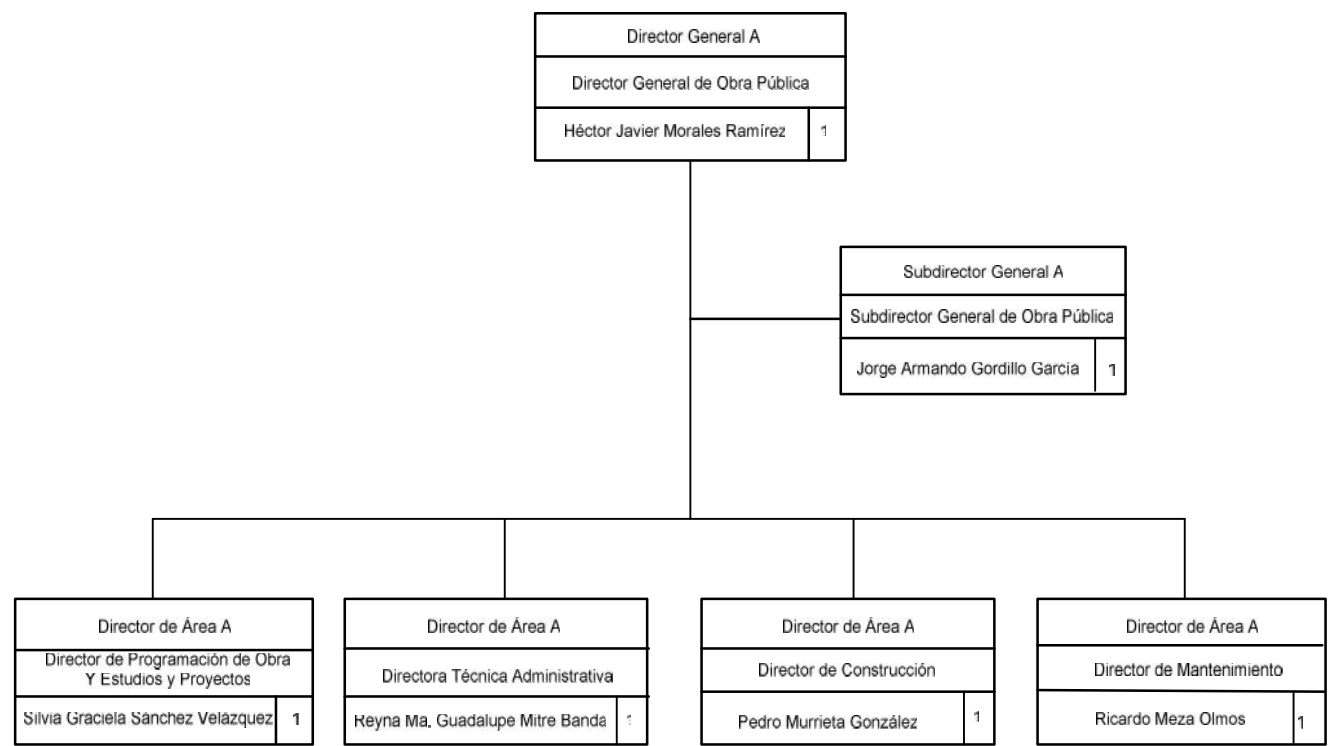 Director General A
Director General de Obra Pública
Héctor Javier Morales Ramírez 1
Subdirector General A
Subdirector General de Obra Pública
Jorge Armando Gordillo García 1
Director de Área A
Director de Programación de Obra
Y Estudios y Proyectos
Silvia Graciela Sánchez Velázquez 1
Director de Área A
Directora Técnica Administrativa
Reyna Ma. Guadalupe Mitre Banda 1
Director de Área A
Director de Construcción
Pedro Murrieta González 1
Director de Área A
Director de Mantenimiento
Ricardo Meza Olmos 1